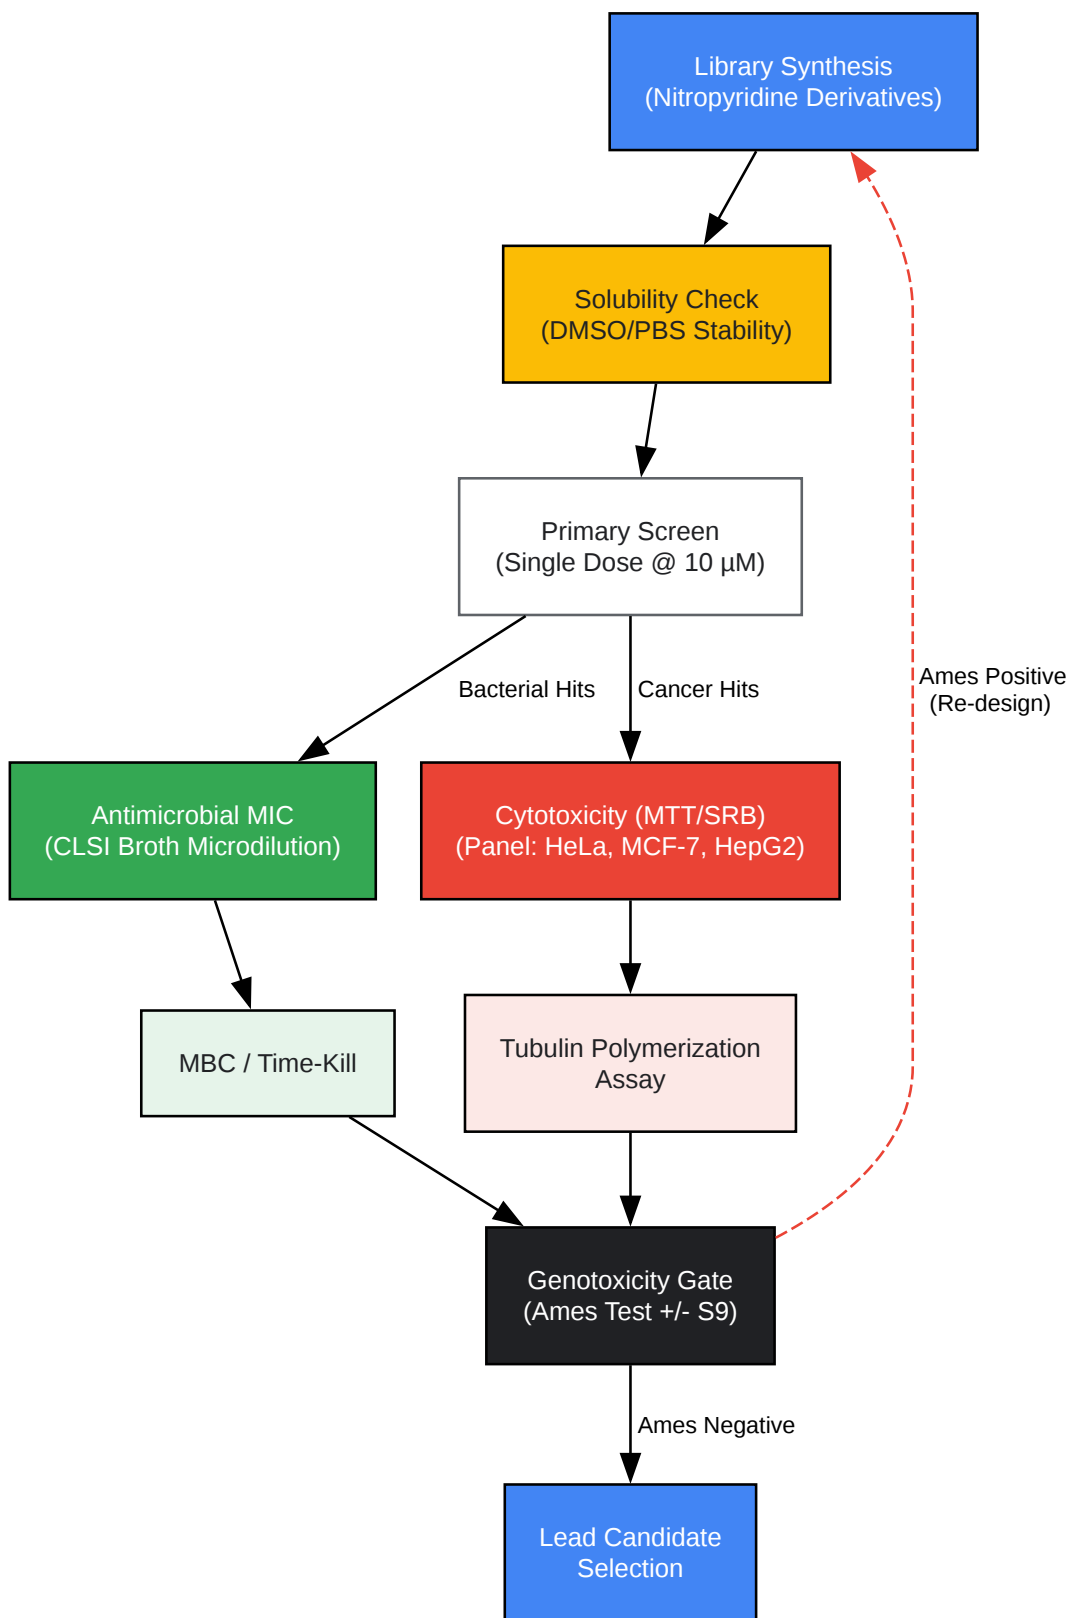 Library Synthesis
(Nitropyridine Derivatives)
Solubility Check
(DMSO/PBS Stability)
Primary Screen
(Single Dose @ 10 µM)
Bacterial Hits
Cancer Hits
Ames Positive
(Re-design)
Antimicrobial MIC
(CLSI Broth Microdilution)
Cytotoxicity (MTT/SRB)
(Panel: HeLa, MCF-7, HepG2)
MBC / Time-Kill
Tubulin Polymerization
Assay
Genotoxicity Gate
(Ames Test +/- S9)
Ames Negative
Lead Candidate
Selection